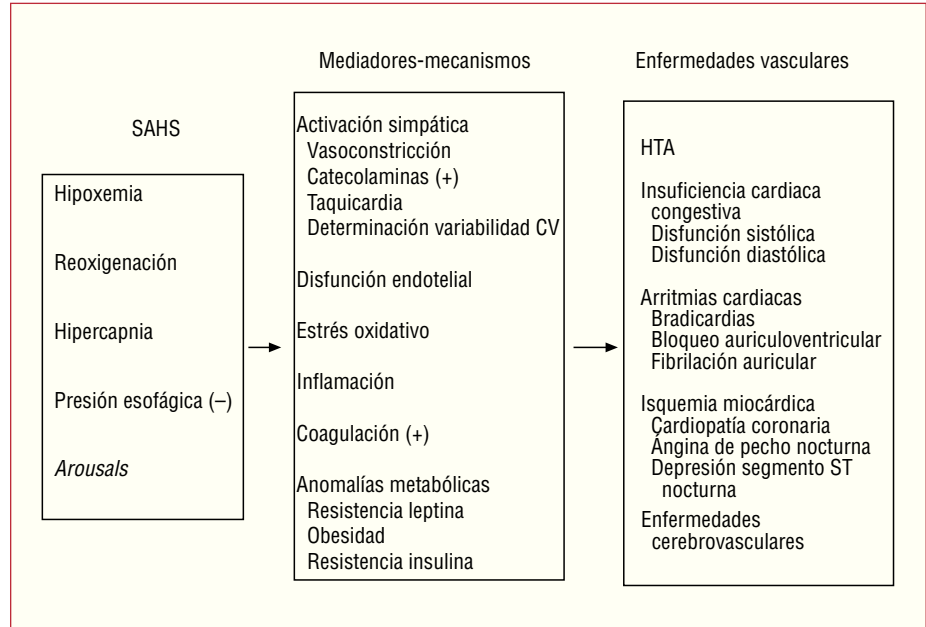 SAHS
Hipoxemia
Reoxigenación
Hipercapnia
Presión esofágica (–)
Arousals
Mediadores-mecanismos
Activación simpática
Vasoconstricción
Catecolaminas (+)
Taquicardia
Determinación variabilidad CV
Disfunción endotelial
Estrés oxidativo
Inflamación
Coagulación (+)
Anomalías metabólicas
Resistencia leptina
Obesidad
Resistencia insulina
Enfermedades vasculares
HTA
Insuficiencia cardiaca
congestiva
Disfunción sistólica
Disfunción diastólica
Arritmias cardiacas
Bradicardias
Bloqueo auriculoventricular
Fibrilación auricular
Isquemia miocárdica
Cardiopatía coronaria
Ángina de pecho nocturna
Depresión segmento ST
nocturna
Enfermedades
cerebrovasculares